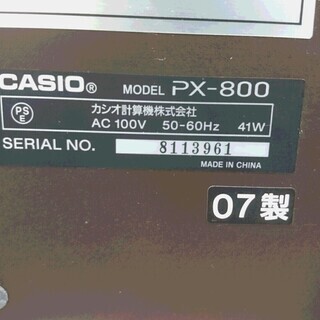 CASIO® MODEL PX-800
PS E カシオ計算機株式会社
AC 100V 50-60Hz 41W
SERIAL NO. 8113961
MADE IN CHINA
07製